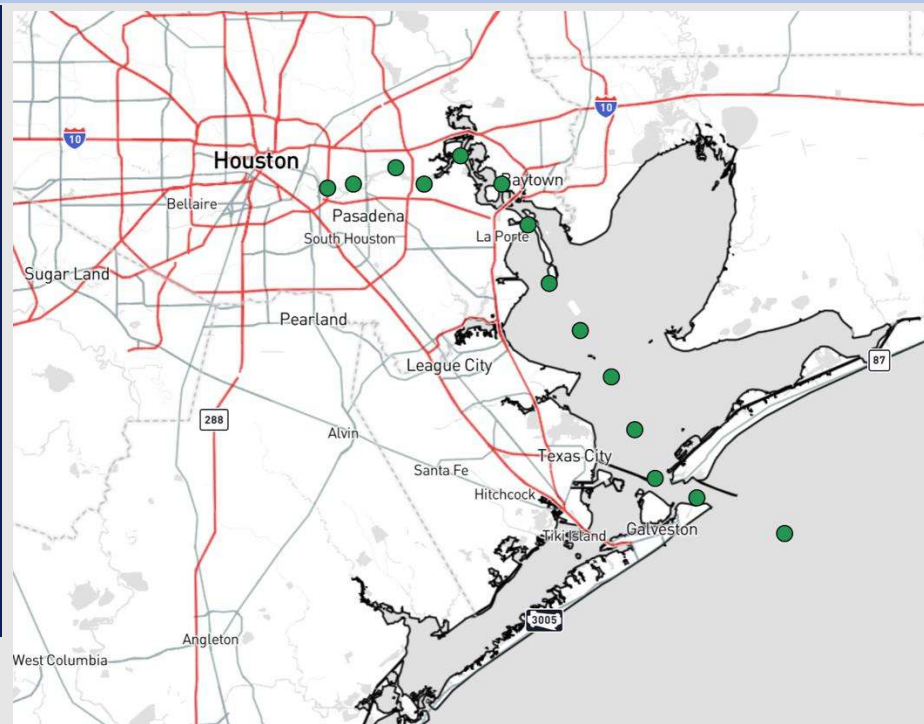 10
10
Houston
Baytown
Bellaire
Pasadena
South Houston
La Porte
Sugar Land
Pearland
League City
87
288
Alvin
Texas City
Santa Fe
Hitchcock
Tiki Island
Galveston
3005
Angleton
West Columbia